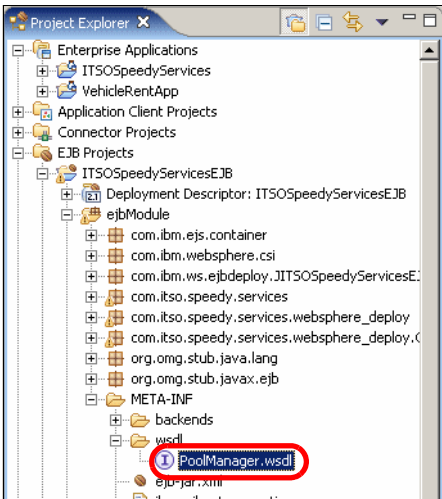 Project Explorer
Enterprise Applications
ITSOSpeedyServices
VehicleRentApp
Application Client Projects
Connector Projects
EJB Projects
ITSOSpeedyServicesEJB
2.1 Deployment Descriptor: ITSOSpeedyServicesEJB
ejbModule
com.ibm.ejs.container
com.ibm.websphere.csi
com.ibm.ws.ejbdeploy.JITSOSpeedyServicesE.
com.itso.speedy.services
com.itso.speedy.services.websphere_deploy
com.itso.speedy.services.websphere_deploy.
org.omg.stub.java.lang
org.omg.stub.javax.ejb
META-INF
backends
wsdl
I PoolManager.wsdl
ejb-jar.xml